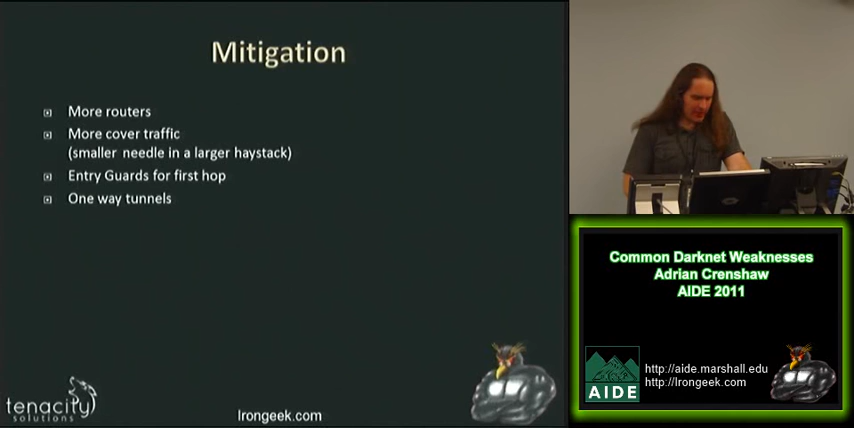 Mitigation
More routers
More cover traffic
(smaller needle in a larger haystack)
Entry Guards for first hop
One way tunnels
tenacity
SOLUTIONS
Irongeek.com
Common Darknet Weaknesses
Adrian Crenshaw
AIDE 2011
AIDE
http://aide.marshall.edu
http://Irongeek.com